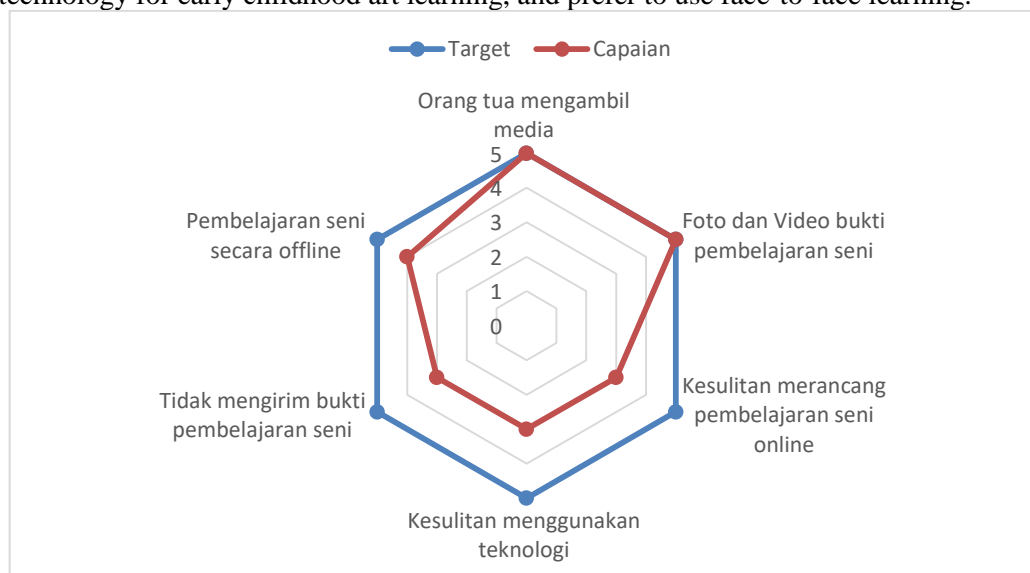 technology for early childhood art learning, and prefer to use face-to-face learning.
Target
Capaian
Orang tua mengambil
media
5
4
3
2
1
0
Foto dan Video bukti
pembelajaran seni
Kesulitan merancang
pembelajaran seni
online
Kesulitan menggunakan
teknologi
Tidak mengirim bukti
pembelajaran seni
Pembelajaran seni
secara offline